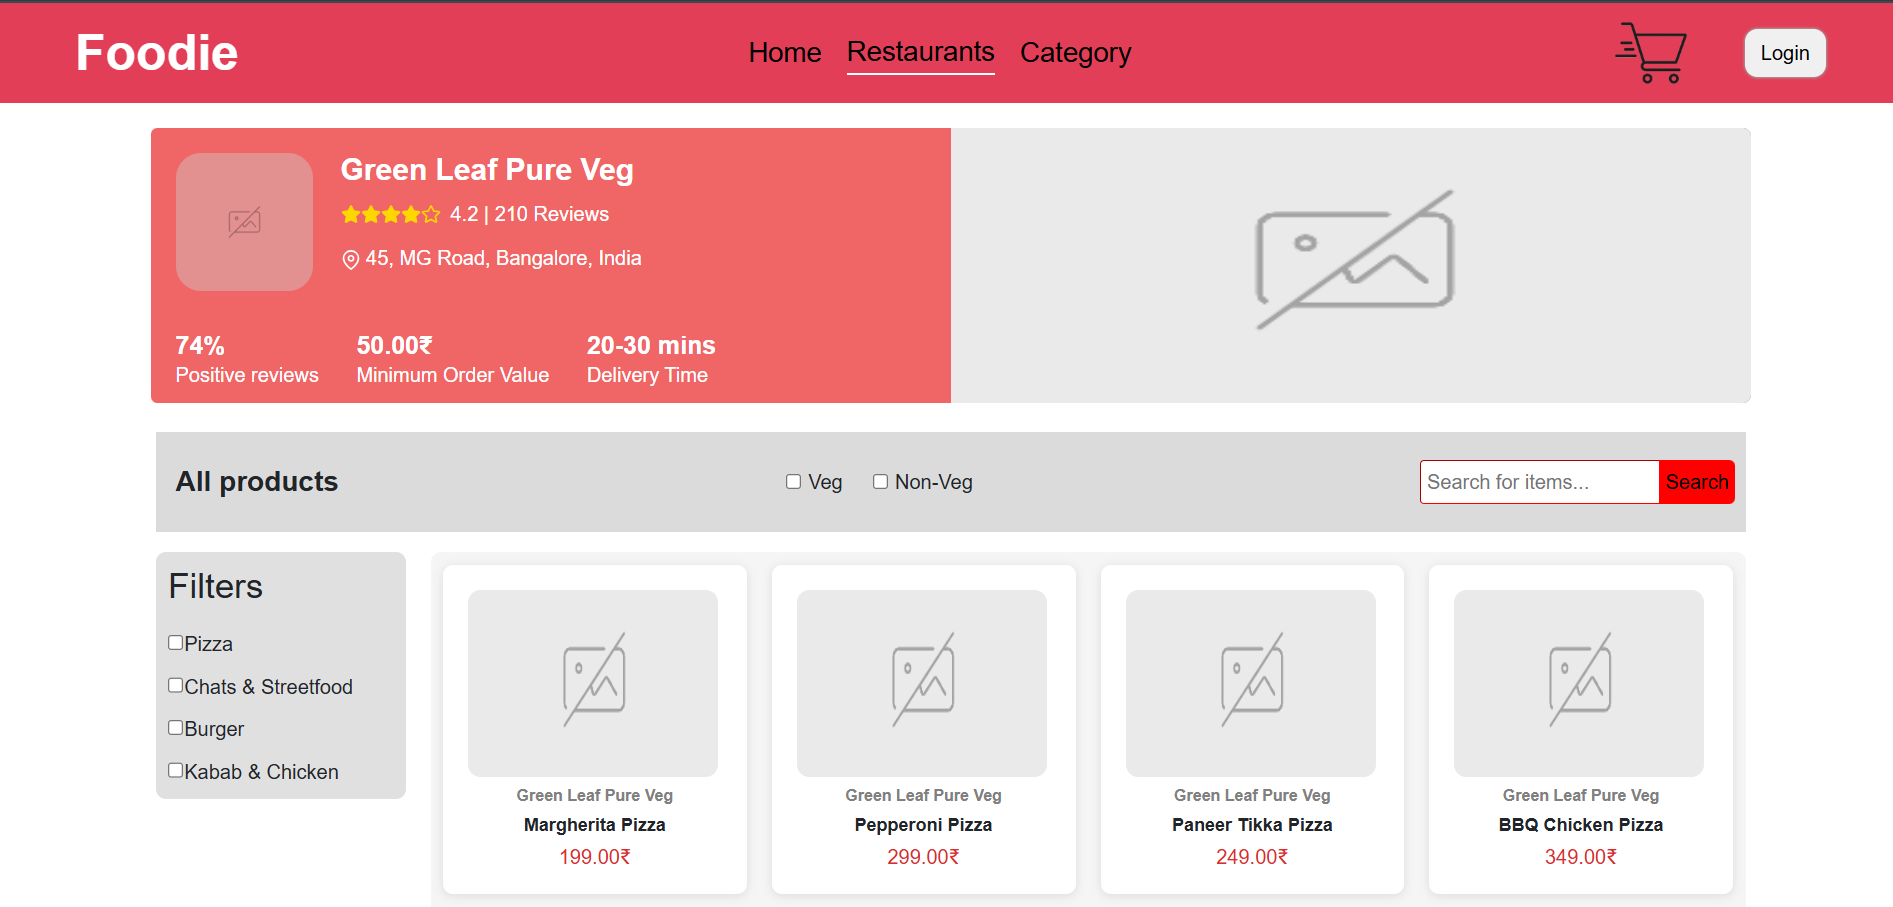 Foodie
Home Restaurants Category
Login
Green Leaf Pure Veg
4.2 | 210 Reviews
45, MG Road, Bangalore, India
74%
Positive reviews
50.00₹
Minimum Order Value
20-30 mins
Delivery Time
All products
Veg Non-Veg
Search for items... Search
Filters
Pizza
Chats & Streetfood
Burger
Kabab & Chicken
Green Leaf Pure Veg
Margherita Pizza
199.00₹
Green Leaf Pure Veg
Pepperoni Pizza
299.00₹
Green Leaf Pure Veg
Paneer Tikka Pizza
249.00₹
Green Leaf Pure Veg
BBQ Chicken Pizza
349.00₹